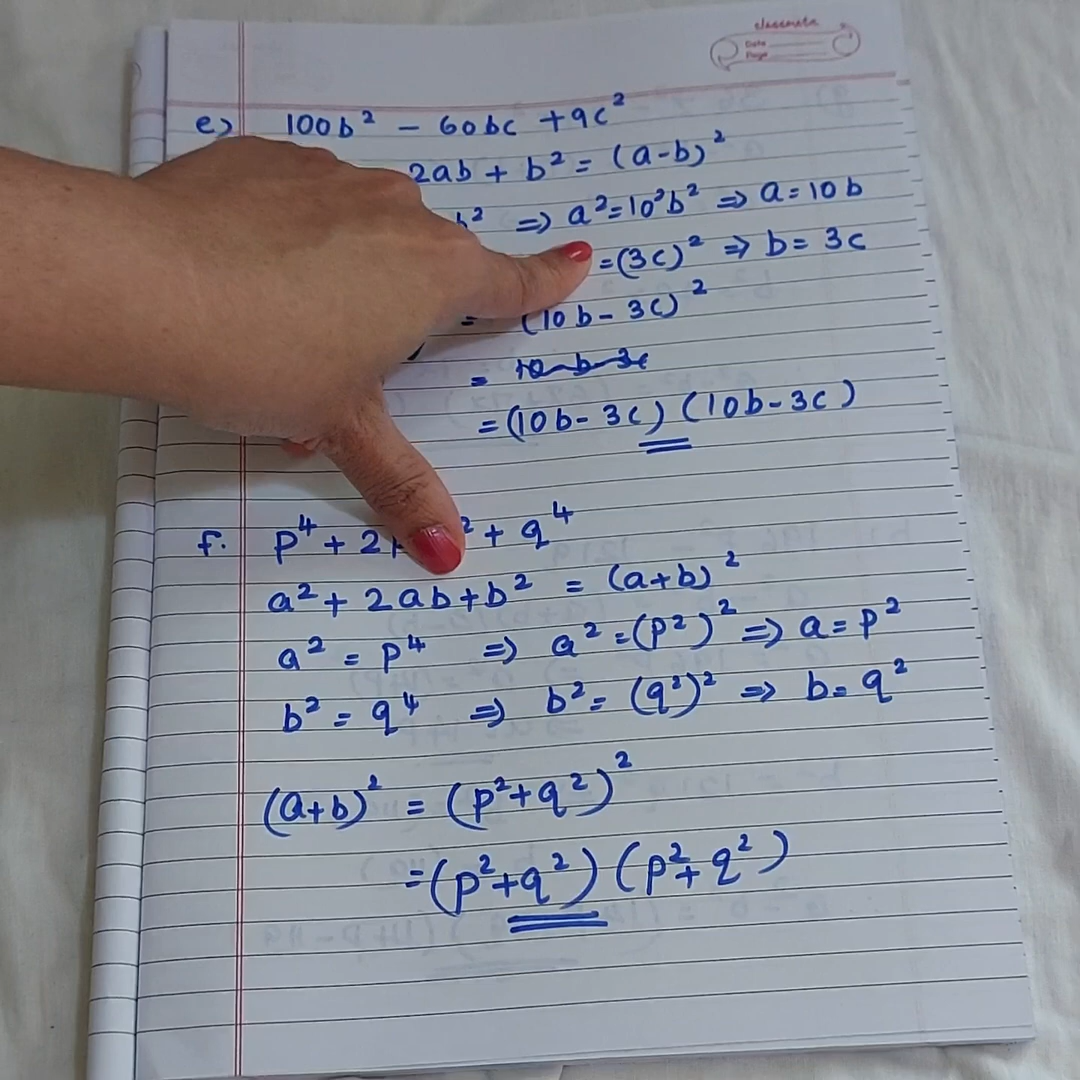 classmate
Date
Page
e) 100b² - 60bc + 9c²
2ab + b² = (a-b)²
b² ⇒ a²=10²b² ⇒ a=10b
=(3c)² ⇒ b= 3c
= (10b-3c)²
= 10-b-3c
=(10b-3c) (10b-3c)
f. p⁴ + 2p ² + q⁴
a² + 2ab+b² = (a+b)²
a² = p⁴ ⇒ a² =(p²)² ⇒ a=p²
b² = q⁴ ⇒ b²= (q²)² ⇒ b= q²
(a+b)² = (p²+q²)²
=(p²+q²) (p²+q²)